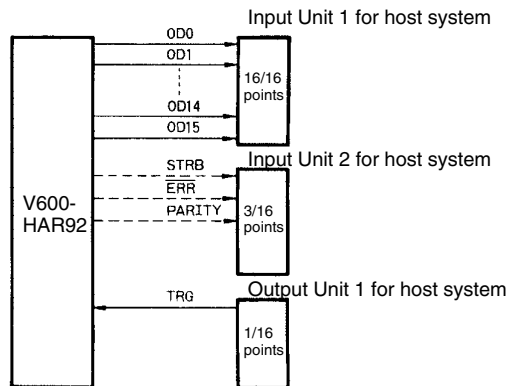 Input Unit 1 for host system
OD0
OD1
16/16
points
OD14
OD15
Input Unit 2 for host system
STRB
ERR
PARITY
3/16
points
V600-
HAR92
Output Unit 1 for host system
TRG
1/16
points